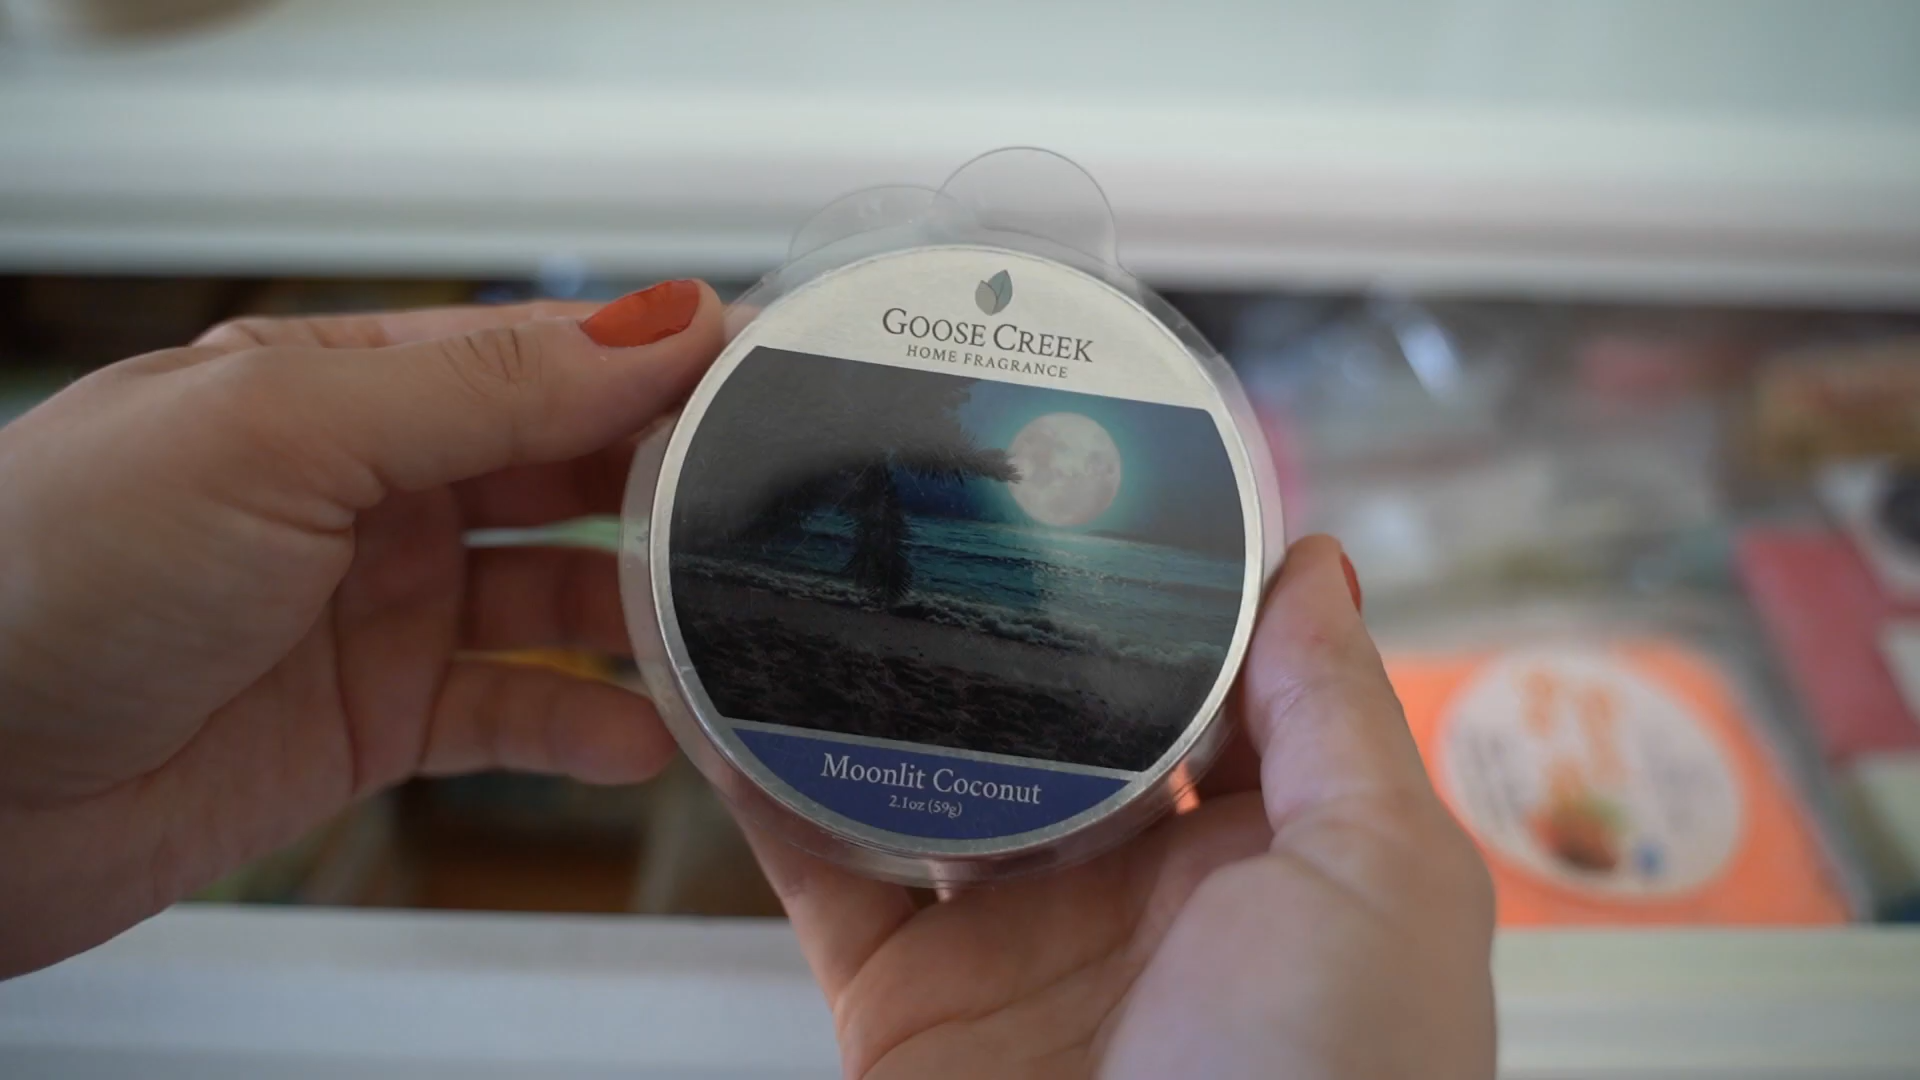 GOOSE CREEK
HOME FRAGRANCE
Moonlit Coconut
2.1oz (59g)